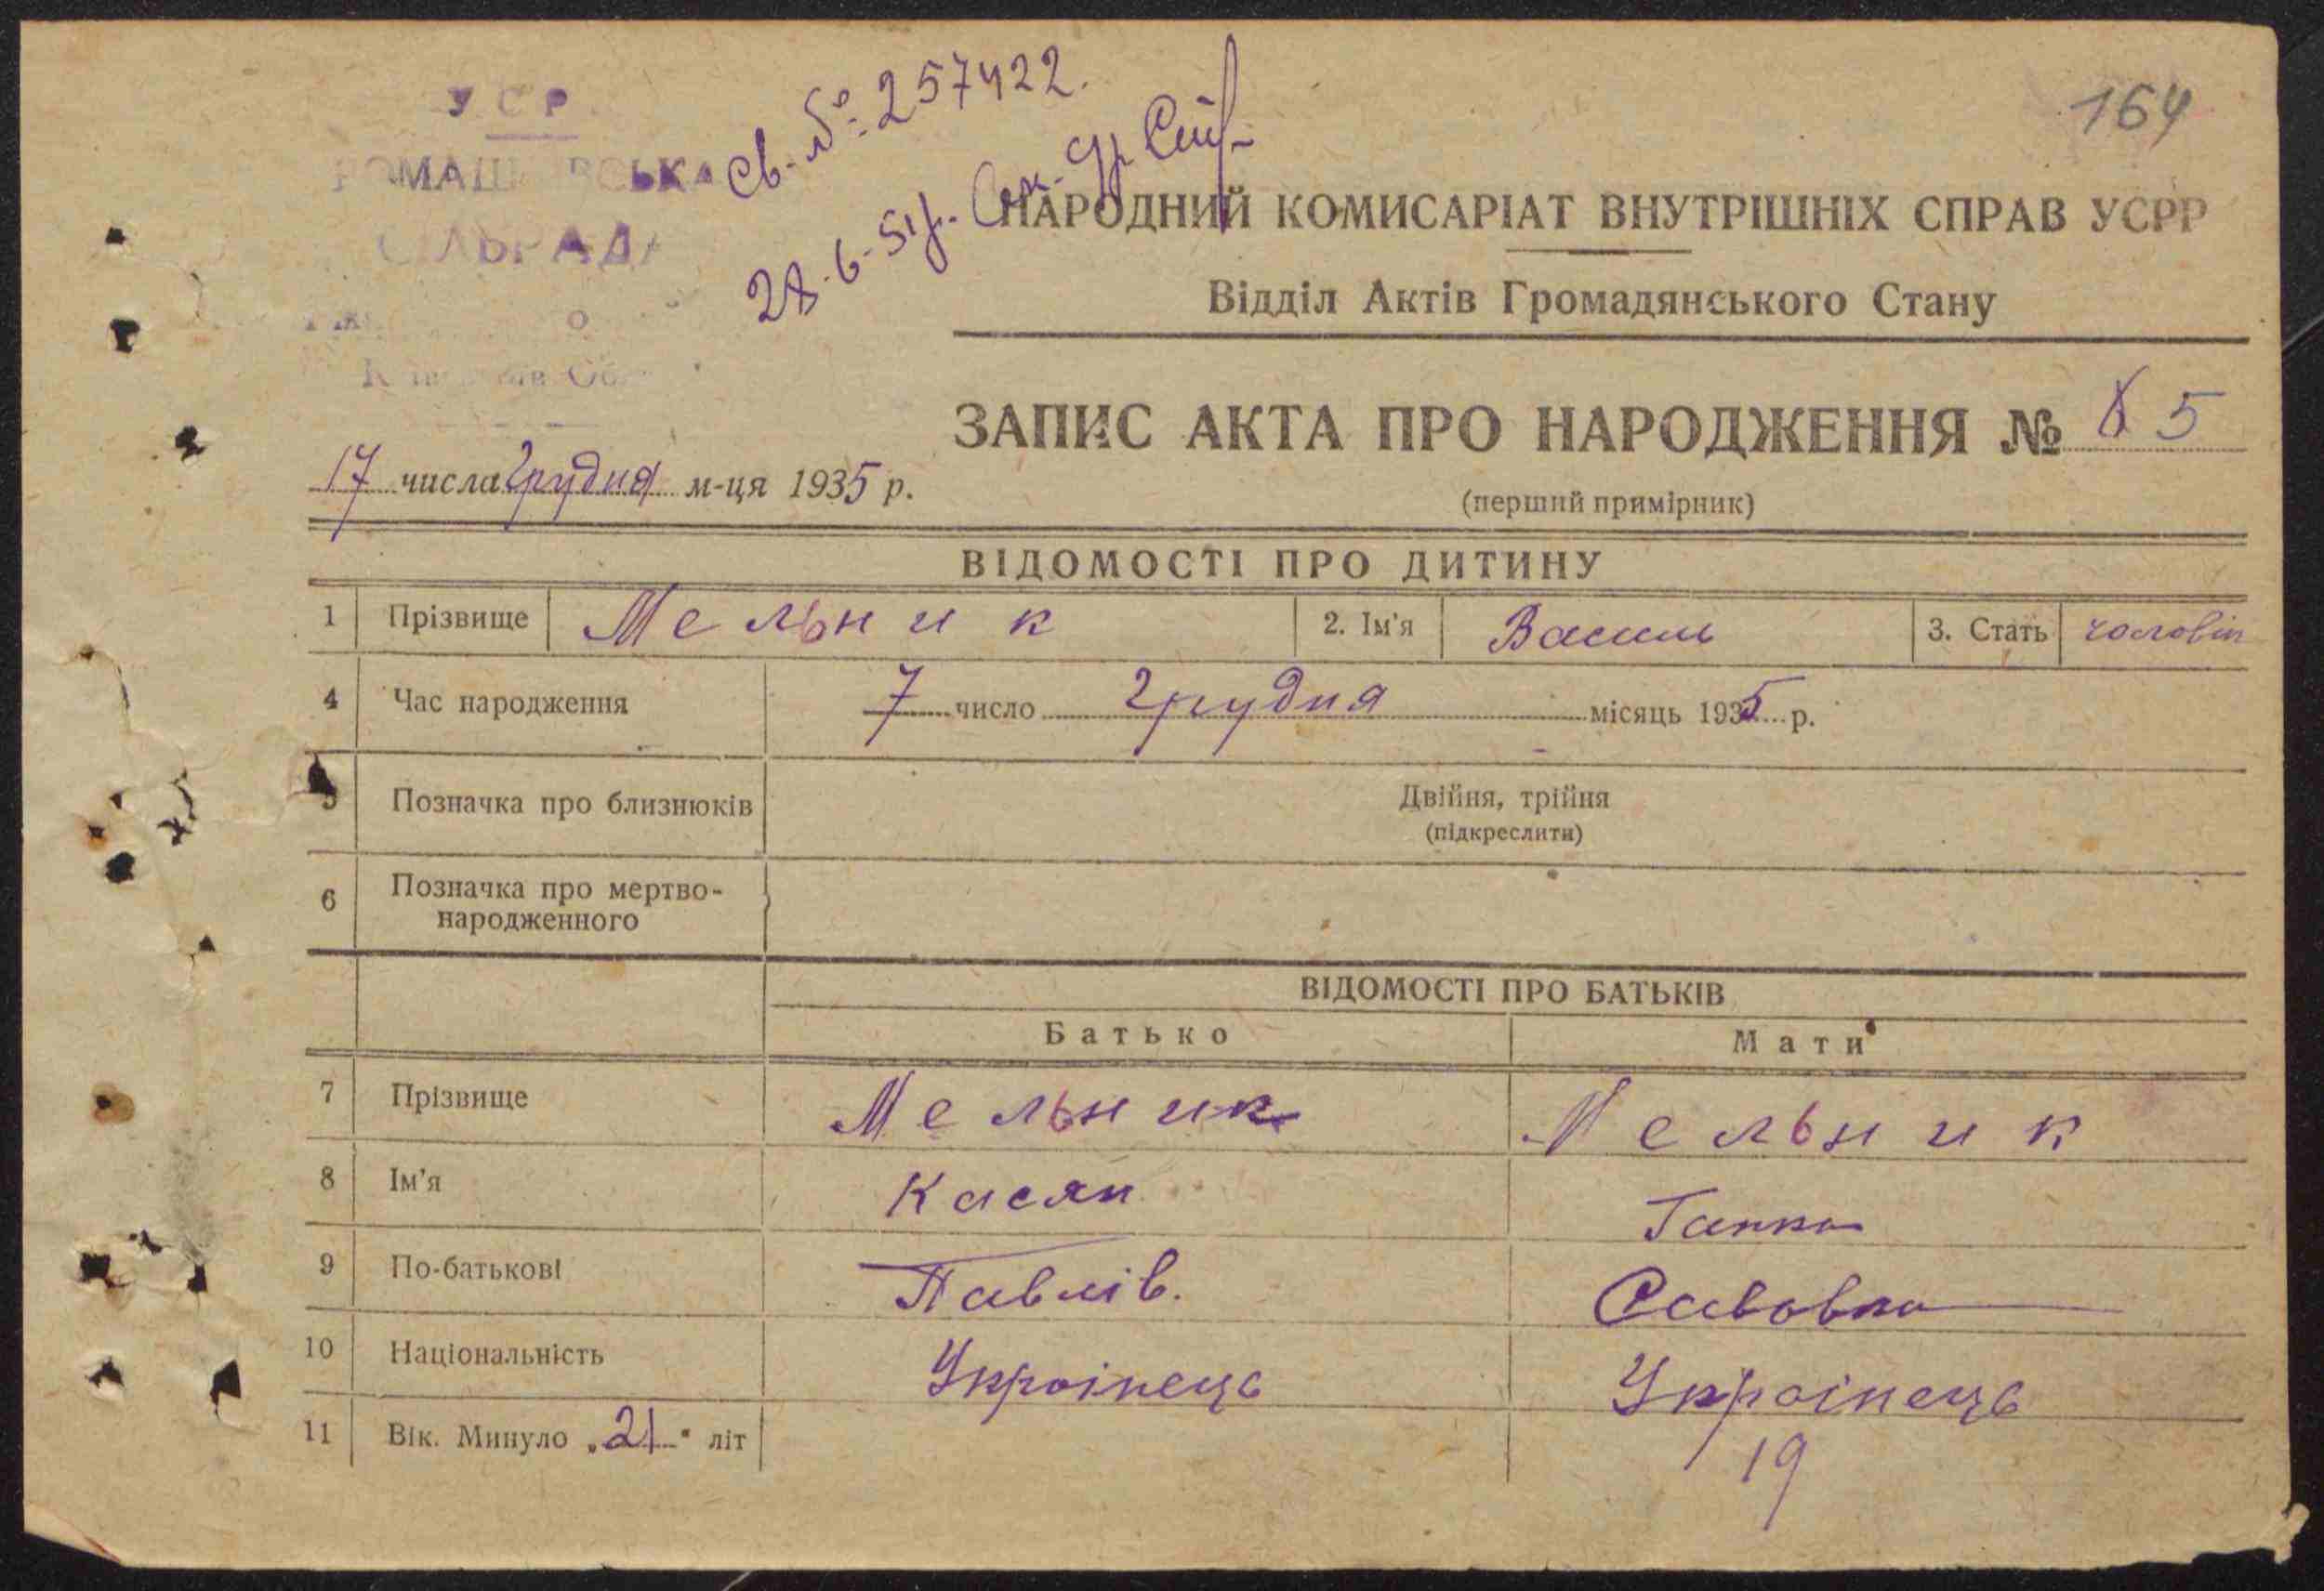 УСР
СІЛЬРАДА
Св. № 257422.
28-6-51р.
164
НАРОДНИЙ КОМИСАРІАТ ВНУТРІШНІХ СПРАВ УСРР
Відділ Актів Громадянського Стану
ЗАПИС АКТА ПРО НАРОДЖЕННЯ № 85
17 числа Грудня м-ця 1935 р.
(перший примірник)
ВІДОМОСТІ ПРО ДИТИНУ
1 Прізвище Мельник 2. Ім'я Василь 3. Стать чоловіч
4 Час народження 7 число Грудня місяць 1935 р.
5 Позначка про близнюків Двійня, трійня
(підкреслити)
6 Позначка про мертво-
народженного
ВІДОМОСТІ ПРО БАТЬКІВ
Батько Мати
7 Прізвище Мельник Мельник
8 Ім'я Касян Ганна
9 По-батькові Павлів. Савовна
10 Національність Українець Українець
11 Вік. Минуло „21" літ 19